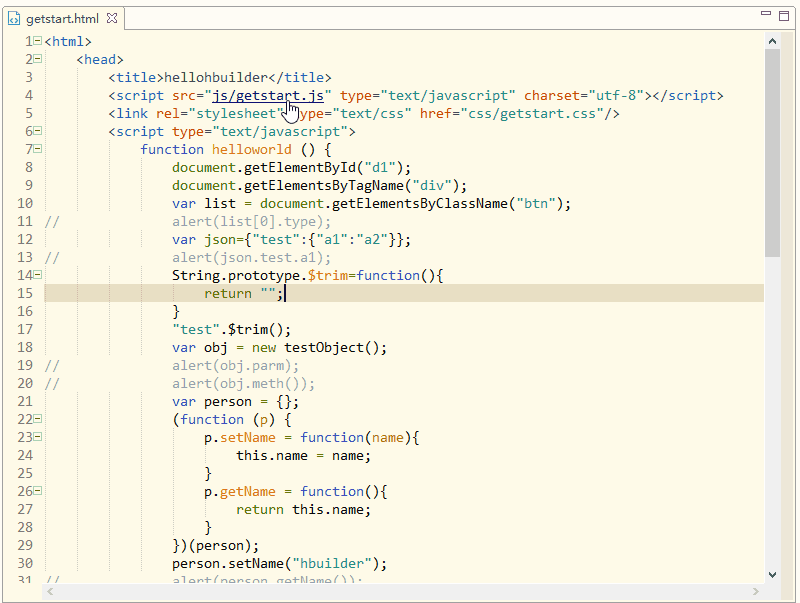 getstart.html
1 <html>
2 <head>
3 <title>hellohbuilder</title>
4 <script src="js/getstart.js" type="text/javascript" charset="utf-8"></script>
5 <link rel="stylesheet" type="text/css" href="css/getstart.css"/>
6 <script type="text/javascript">
7 function helloworld () {
8 document.getElementById("d1");
9 document.getElementsByTagName("div");
10 var list = document.getElementsByClassName("btn");
11 // alert(list[0].type);
12 var json={"test":{"a1":"a2"}};
13 // alert(json.test.a1);
14 String.prototype.$trim=function(){
15 return "";
16 }
17 "test".$trim();
18 var obj = new testObject();
19 // alert(obj.parm);
20 // alert(obj.meth());
21 var person = {};
22 (function (p) {
23 p.setName = function(name){
24 this.name = name;
25 }
26 p.getName = function(){
27 return this.name;
28 }
29 })(person);
30 person.setName("hbuilder");
31 // alert(person.getName());